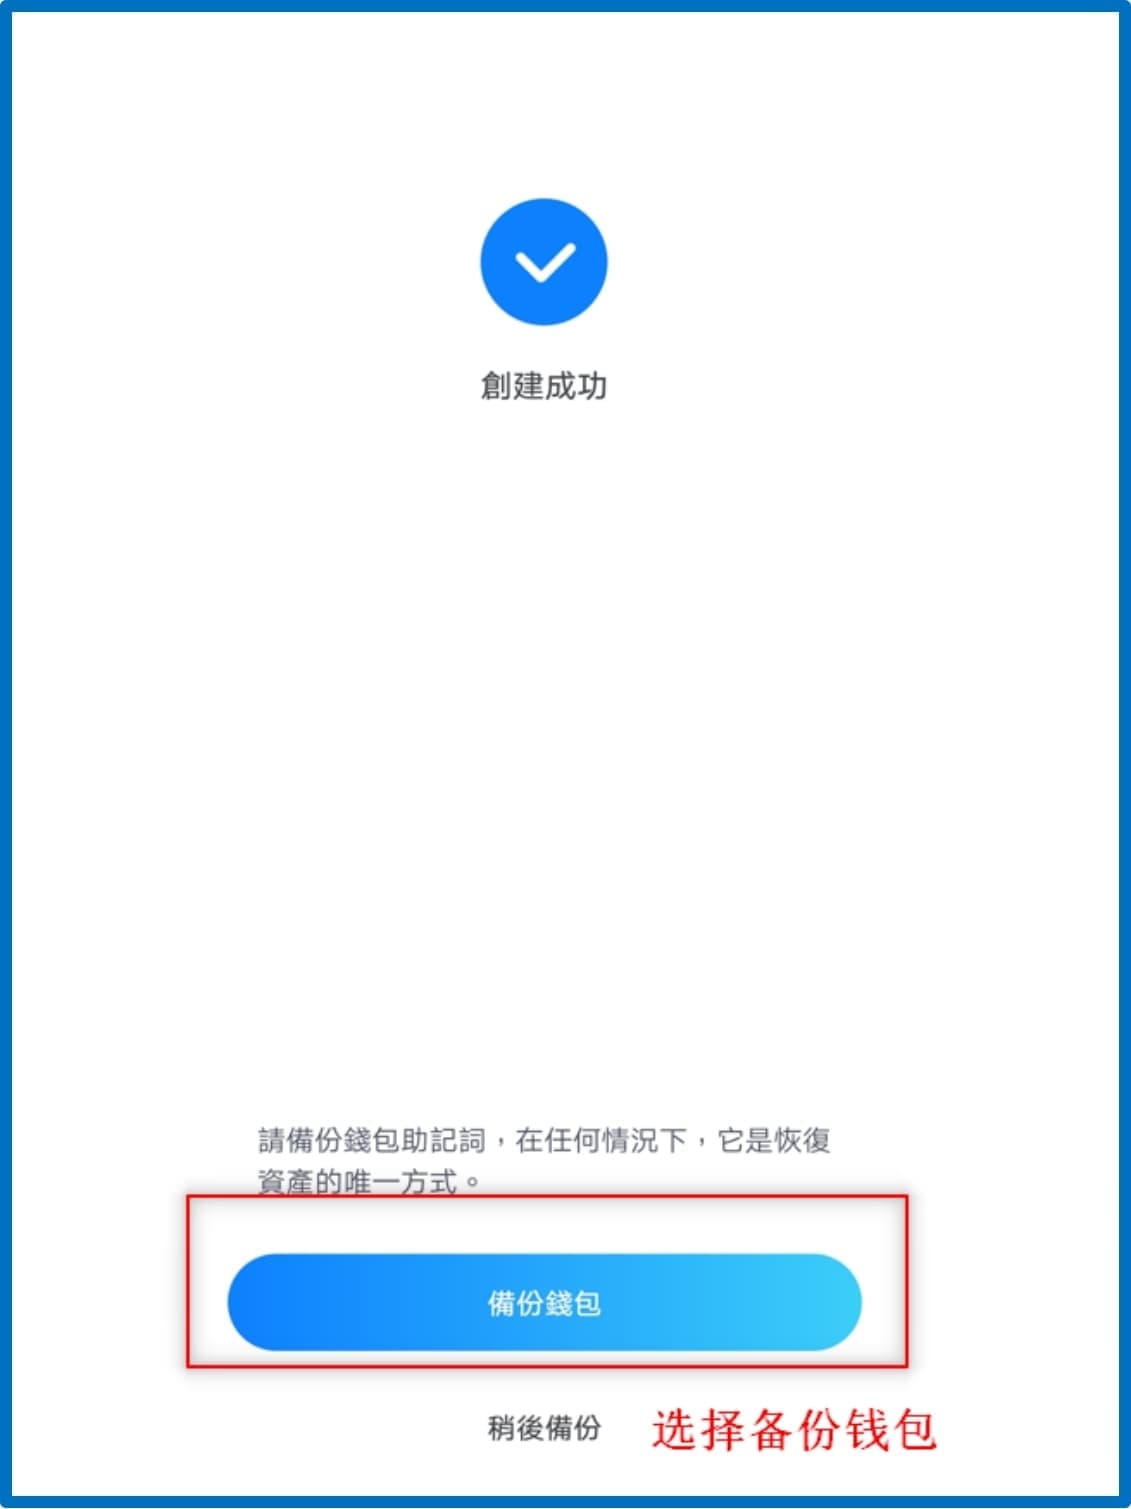 創建成功
請備份錢包助記詞，在任何情況下，它是恢復
資產的唯一方式。
備份錢包
稍後備份
选择备份钱包